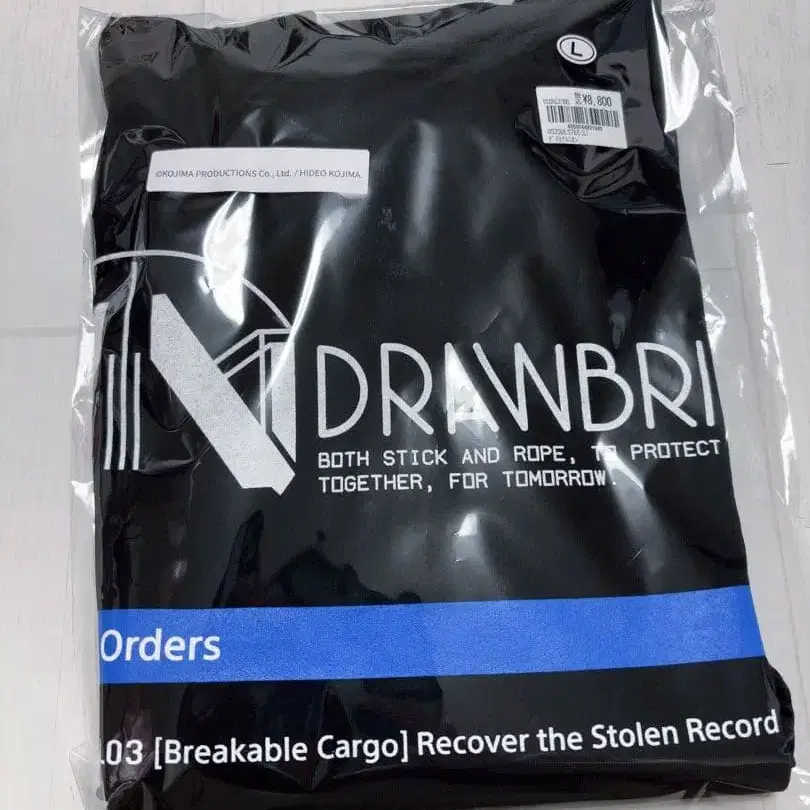 L
¥8,800
©KOJIMA PRODUCTIONS Co., Ltd. / HIDEO KOJIMA.
DRAWBRI
BOTH STICK AND ROPE, TO PROTECT
TOGETHER, FOR TOMORROW.
Orders
.03 [Breakable Cargo] Recover the Stolen Record